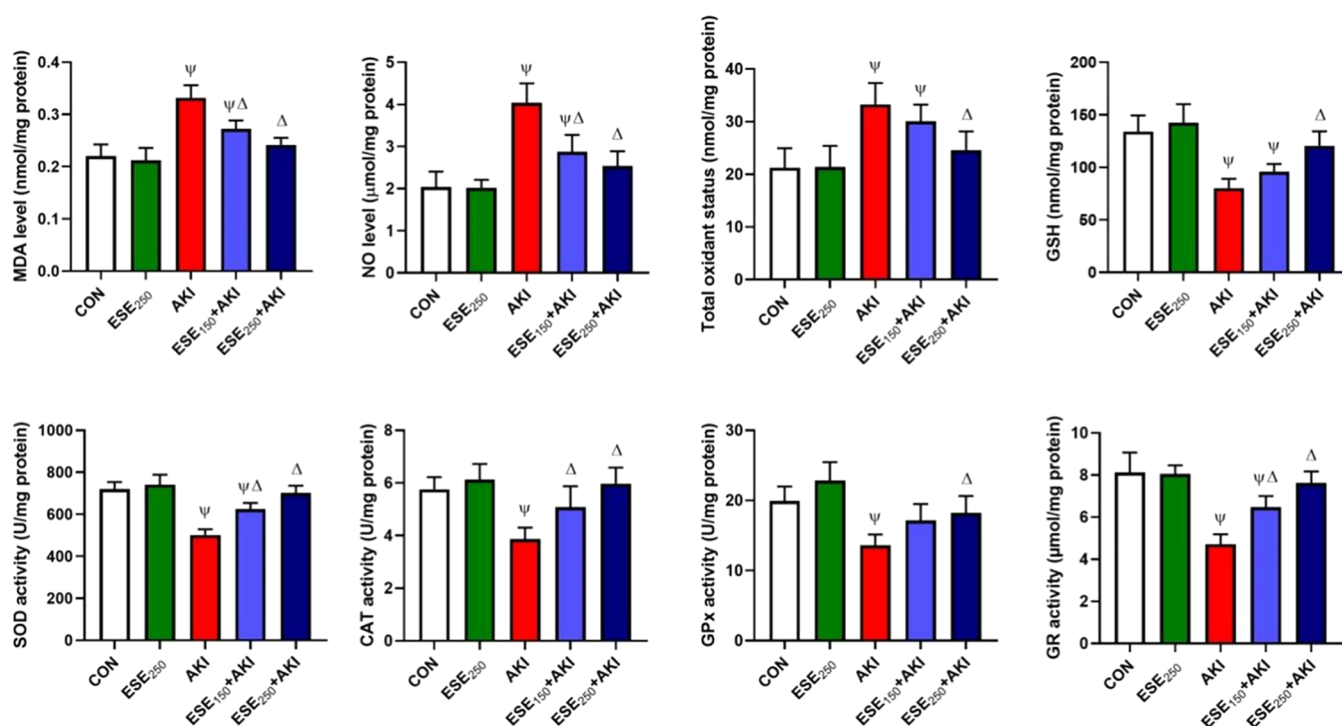 MDA level (nmol/mg protein)
0.4
0.3
0.2
0.1
0.0
ψ
ψ Δ
Δ
CON
ESE₂₅₀
AKI
ESE₁₅₀+AKI
ESE₂₅₀+AKI
NO level (μmol/mg protein)
5
4
3
2
1
0
ψ
ψ Δ
Δ
CON
ESE₂₅₀
AKI
ESE₁₅₀+AKI
ESE₂₅₀+AKI
Total oxidant status (nmol/mg protein)
40
30
20
10
0
ψ
ψ
Δ
CON
ESE₂₅₀
AKI
ESE₁₅₀+AKI
ESE₂₅₀+AKI
GSH (nmol/mg protein)
200
150
100
50
0
ψ
ψ
Δ
CON
ESE₂₅₀
AKI
ESE₁₅₀+AKI
ESE₂₅₀+AKI
SOD activity (U/mg protein)
1000
800
600
400
200
0
ψ
ψ Δ
Δ
CON
ESE₂₅₀
AKI
ESE₁₅₀+AKI
ESE₂₅₀+AKI
CAT activity (U/mg protein)
8
6
4
2
0
ψ
Δ
Δ
CON
ESE₂₅₀
AKI
ESE₁₅₀+AKI
ESE₂₅₀+AKI
GPx activity (U/mg protein)
30
20
10
0
ψ
Δ
CON
ESE₂₅₀
AKI
ESE₁₅₀+AKI
ESE₂₅₀+AKI
GR activity (μmol/mg protein)
10
8
6
4
2
0
ψ
ψ Δ
Δ
CON
ESE₂₅₀
AKI
ESE₁₅₀+AKI
ESE₂₅₀+AKI